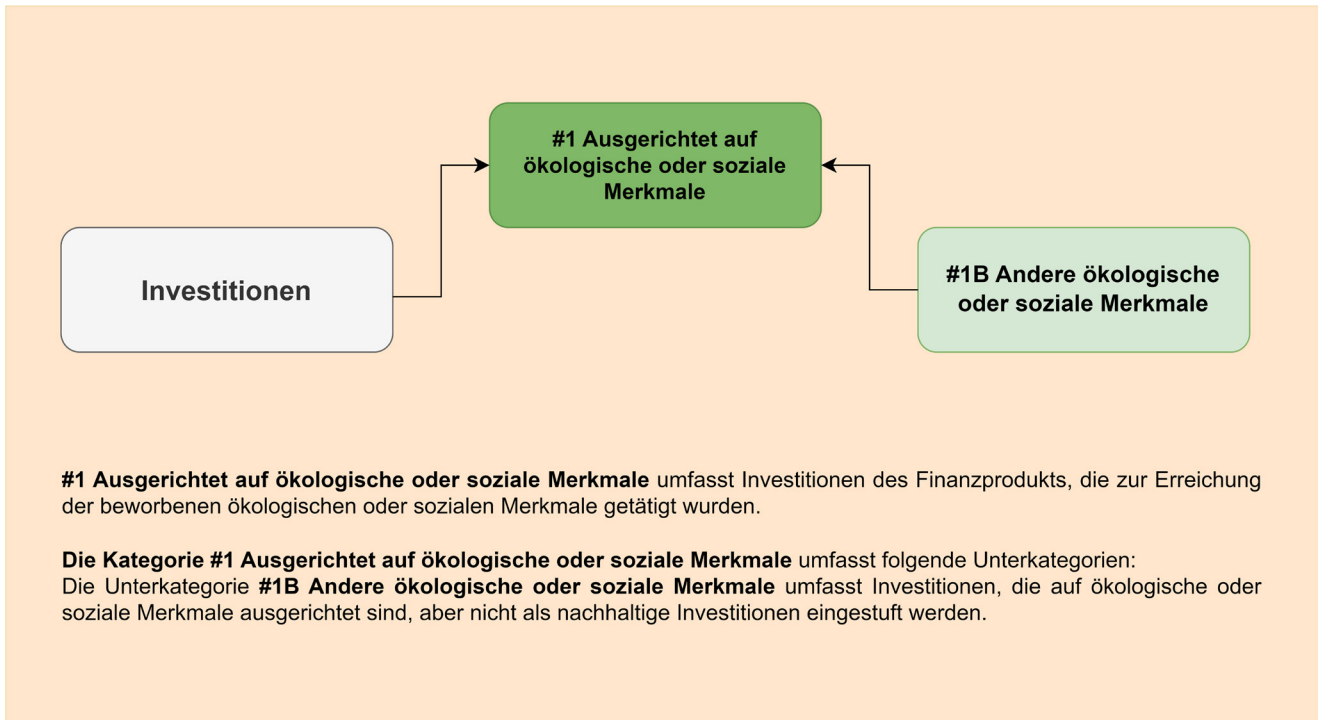 #1 Ausgerichtet auf
ökologische oder soziale
Merkmale
Investitionen
#1B Andere ökologische
oder soziale Merkmale
#1 Ausgerichtet auf ökologische oder soziale Merkmale umfasst Investitionen des Finanzprodukts, die zur Erreichung
der beworbenen ökologischen oder sozialen Merkmale getätigt wurden.
Die Kategorie #1 Ausgerichtet auf ökologische oder soziale Merkmale umfasst folgende Unterkategorien:
Die Unterkategorie #1B Andere ökologische oder soziale Merkmale umfasst Investitionen, die auf ökologische oder
soziale Merkmale ausgerichtet sind, aber nicht als nachhaltige Investitionen eingestuft werden.